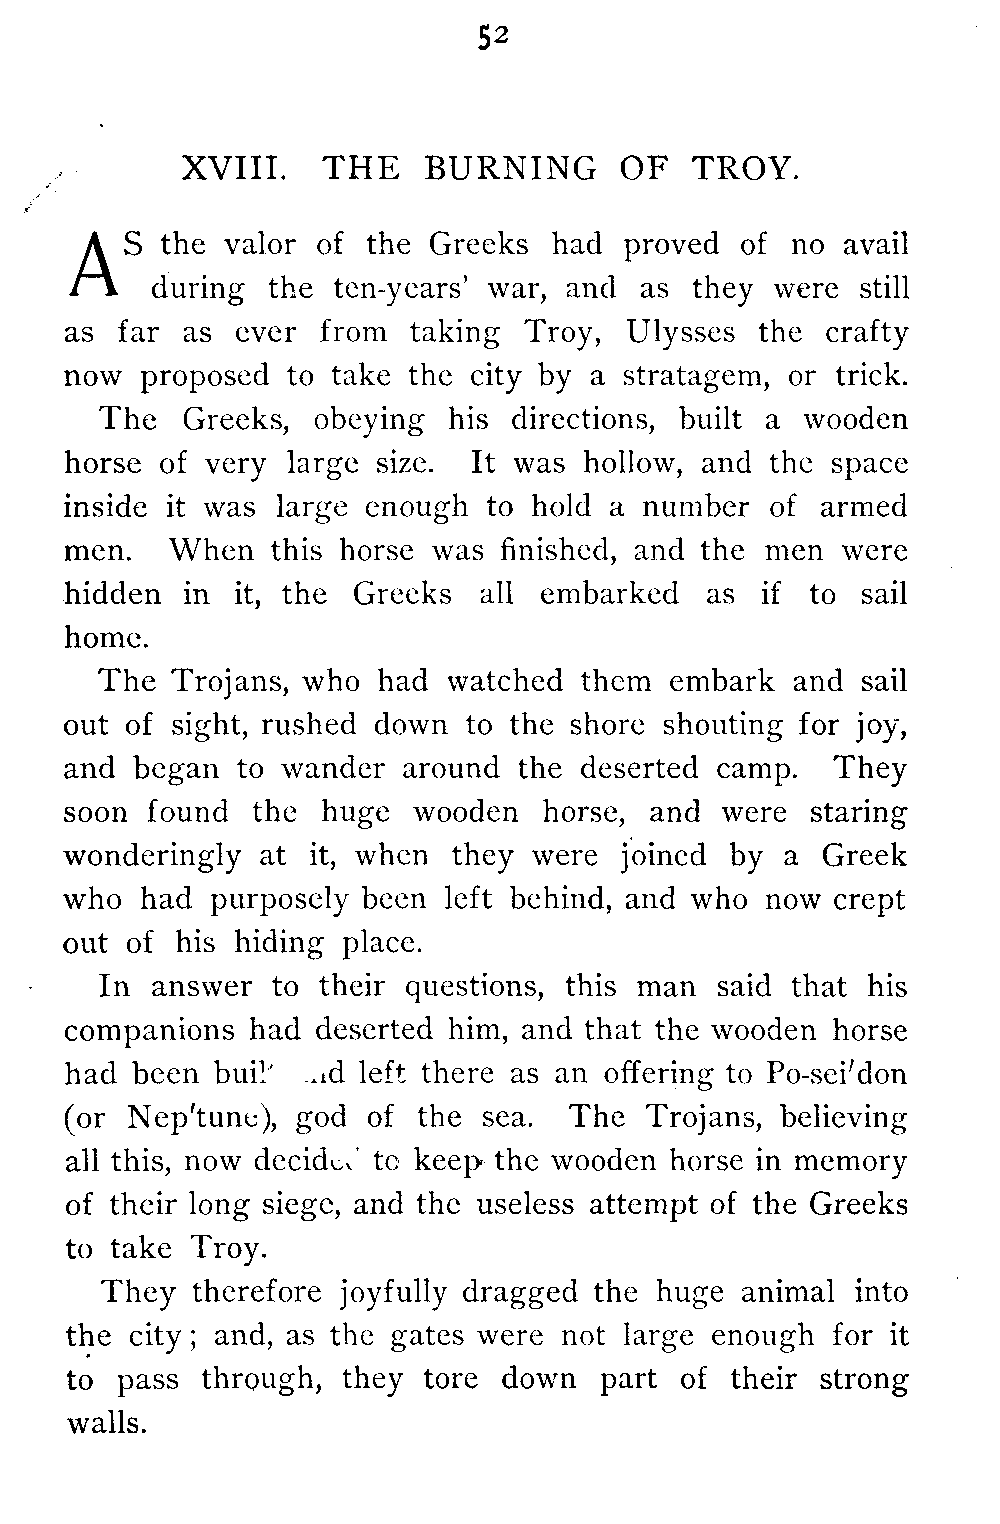 52
XVIII. THE BURNING OF TROY.
AS the valor of the Greeks had proved of no avail
during the ten-years' war, and as they were still
as far as ever from taking Troy, Ulysses the crafty
now proposed to take the city by a stratagem, or trick.
The Greeks, obeying his directions, built a wooden
horse of very large size. It was hollow, and the space
inside it was large enough to hold a number of armed
men. When this horse was finished, and the men were
hidden in it, the Greeks all embarked as if to sail
home.
The Trojans, who had watched them embark and sail
out of sight, rushed down to the shore shouting for joy,
and began to wander around the deserted camp. They
soon found the huge wooden horse, and were staring
wonderingly at it, when they were joined by a Greek
who had purposely been left behind, and who now crept
out of his hiding place.
In answer to their questions, this man said that his
companions had deserted him, and that the wooden horse
had been left there as an offering to Po-sei'don
(or Nep'tune), god of the sea. The Trojans, believing
all this, now decided to keep the wooden horse in memory
of their long siege, and the useless attempt of the Greeks
to take Troy.
They therefore joyfully dragged the huge animal into
the city; and, as the gates were not large enough for it
to pass through, they tore down part of their strong
walls.